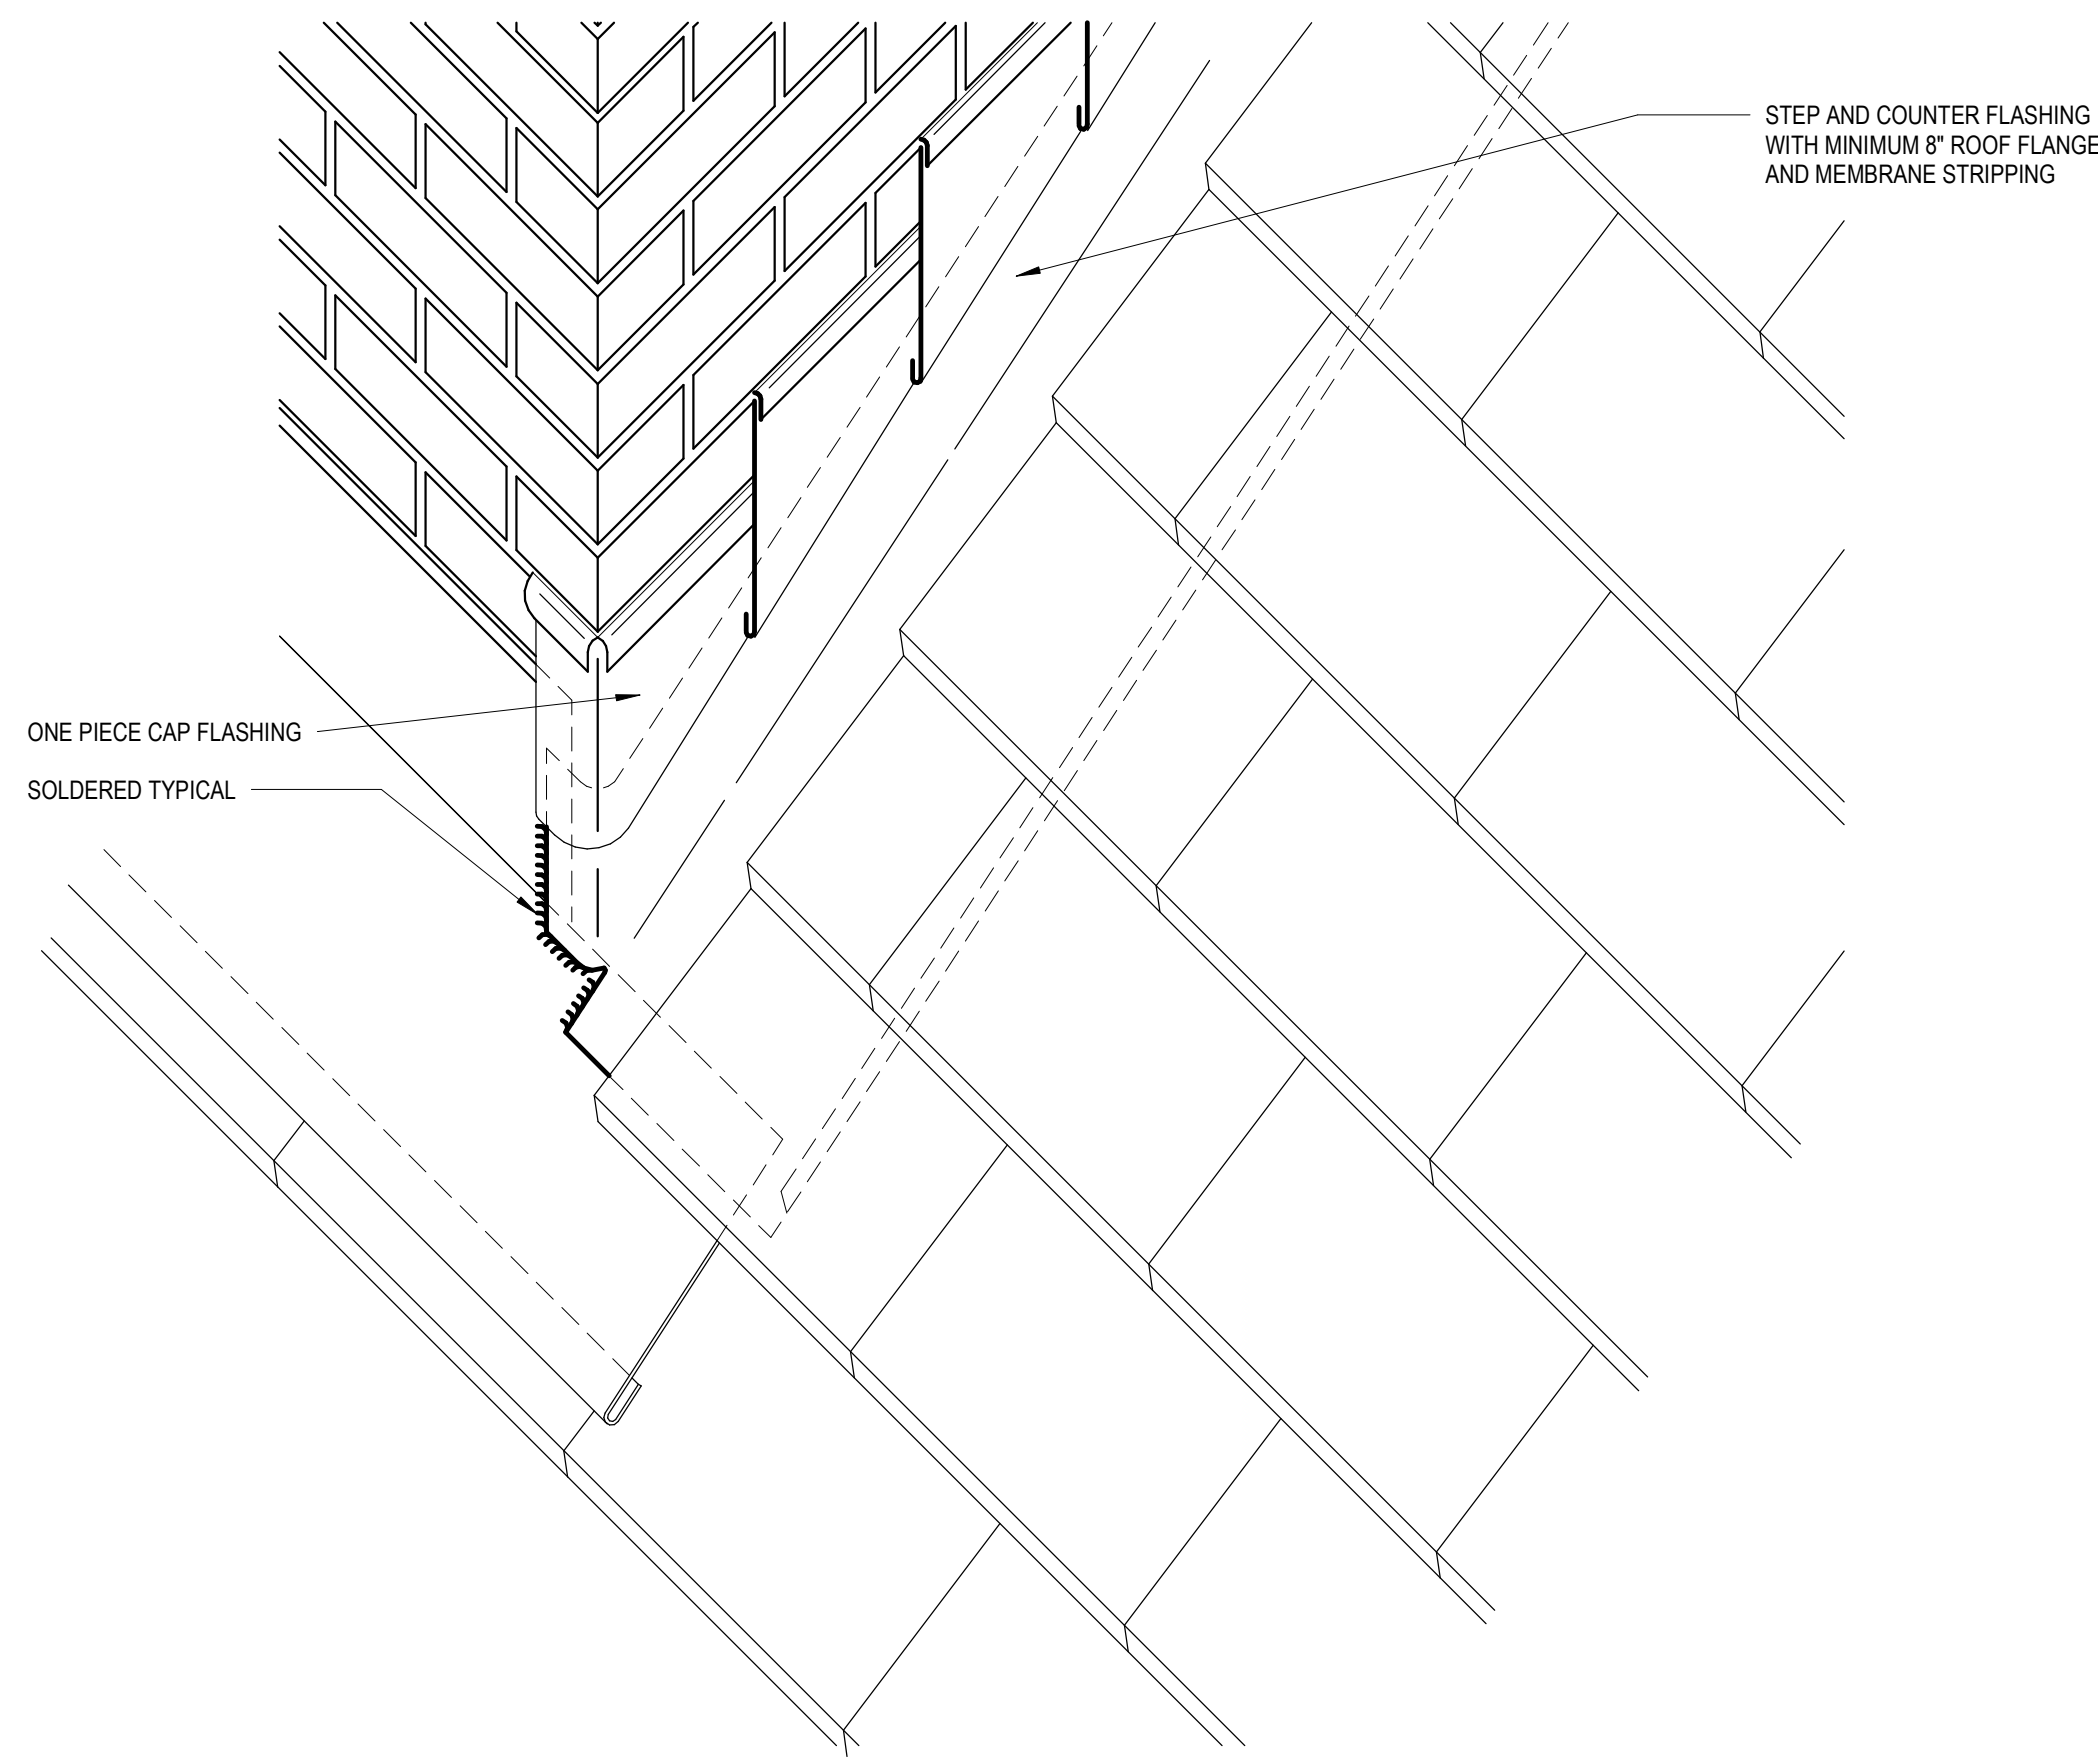 STEP AND COUNTER FLASHING
WITH MINIMUM 8" ROOF FLANGE
AND MEMBRANE STRIPPING
ONE PIECE CAP FLASHING
SOLDERED TYPICAL